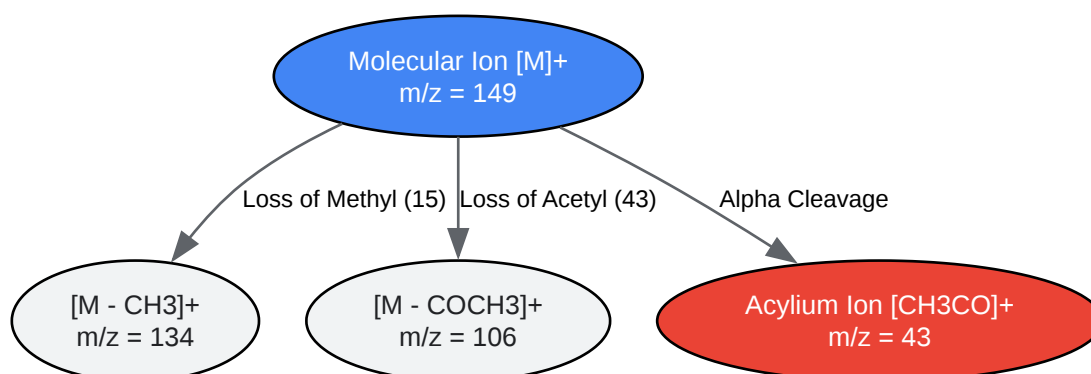 Molecular Ion [M]+
m/z = 149
Loss of Methyl (15)
Loss of Acetyl (43)
Alpha Cleavage
[M - CH3]+
m/z = 134
[M - COCH3]+
m/z = 106
Acylium Ion [CH3CO]+
m/z = 43